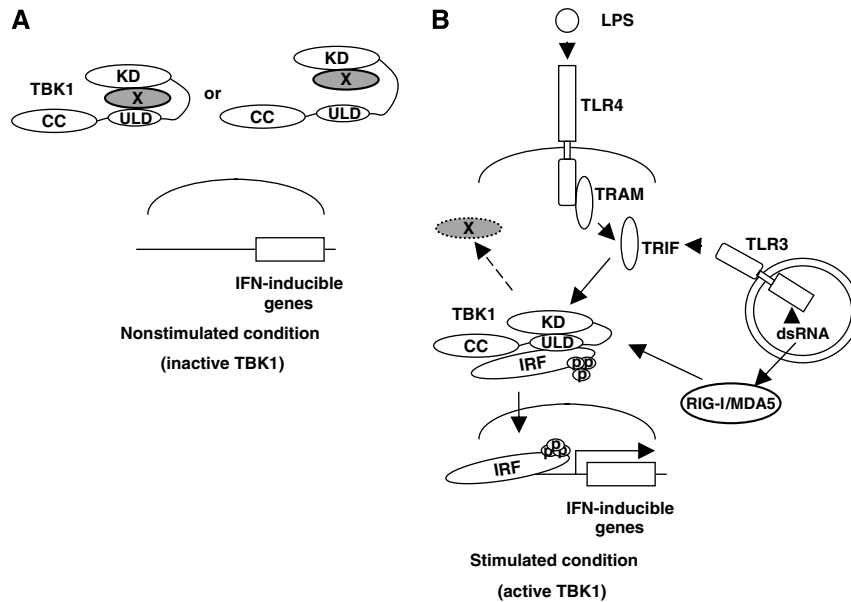 A
KD
X
TBK1
CC
ULD
or
KD
X
CC
ULD
IFN-inducible
genes
Nonstimulated condition
(inactive TBK1)
B
LPS
TLR4
TRAM
X
TRIF
TLR3
dsRNA
TBK1
KD
CC
ULD
IRF
p p
p
RIG-I/MDA5
p
p p
IRF
IFN-inducible
genes
Stimulated condition
(active TBK1)